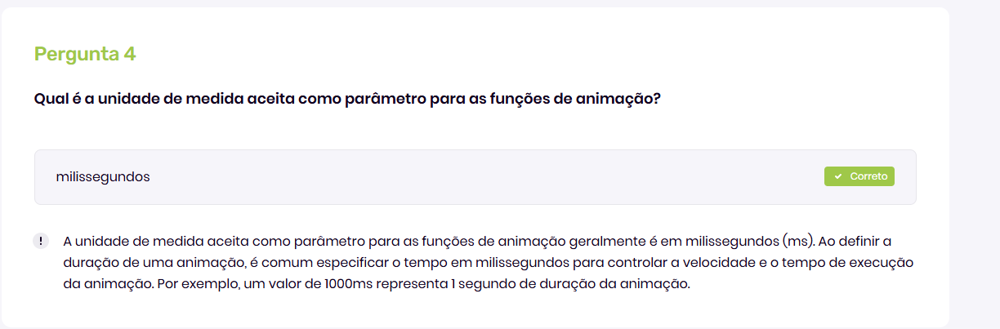 Pergunta 4
Qual é a unidade de medida aceita como parâmetro para as funções de animação?
milissegundos
Correto
A unidade de medida aceita como parâmetro para as funções de animação geralmente é em milissegundos (ms). Ao definir a
duração de uma animação, é comum especificar o tempo em milissegundos para controlar a velocidade e o tempo de execução
da animação. Por exemplo, um valor de 1000ms representa 1 segundo de duração da animação.